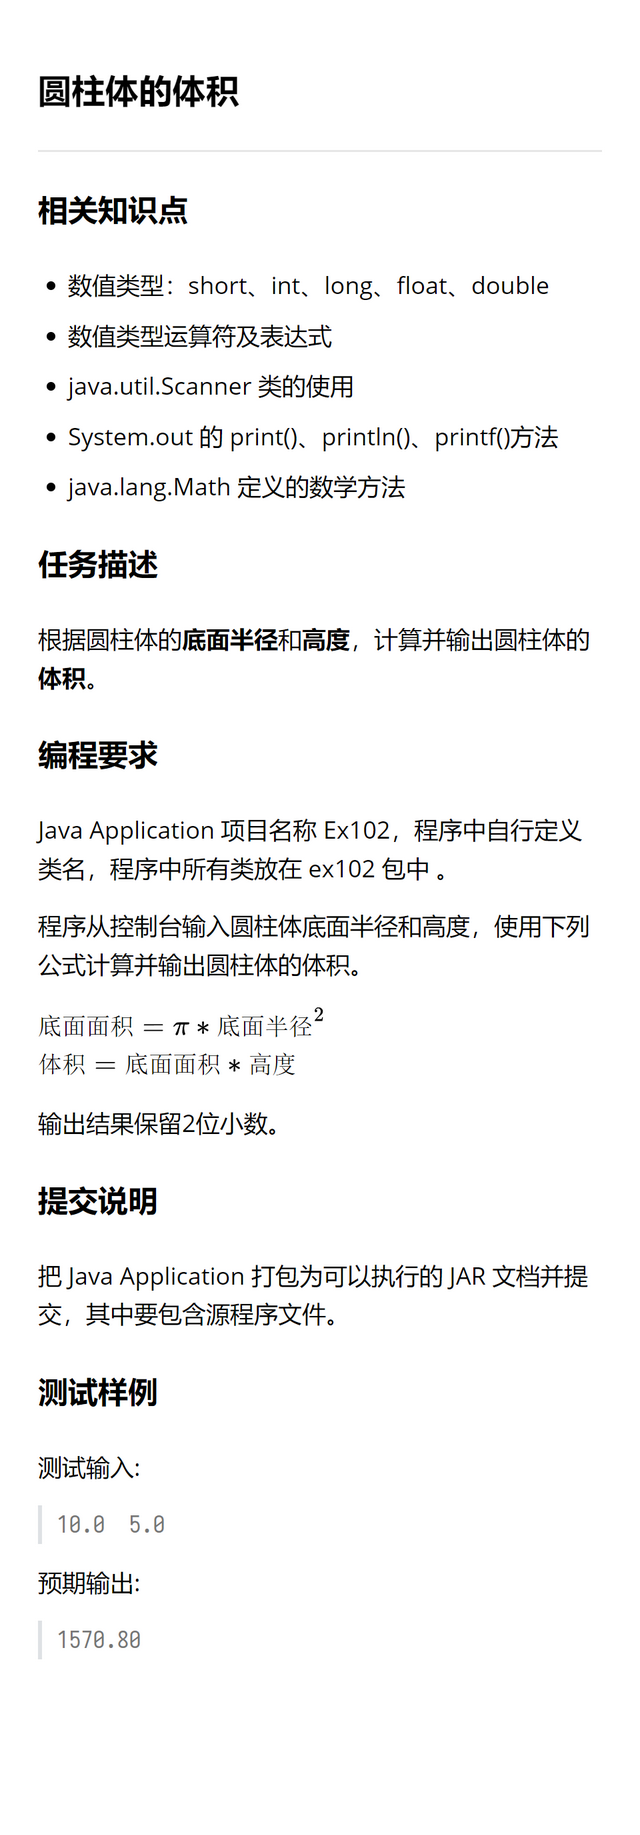 圆柱体的体积
相关知识点
数值类型：short、int、long、float、double
数值类型运算符及表达式
java.util.Scanner 类的使用
System.out 的 print()、println()、printf()方法
java.lang.Math 定义的数学方法
任务描述
根据圆柱体的底面半径和高度，计算并输出圆柱体的
体积。
编程要求
Java Application 项目名称 Ex102，程序中自行定义
类名，程序中所有类放在 ex102 包中 。
程序从控制台输入圆柱体底面半径和高度，使用下列
公式计算并输出圆柱体的体积。
底面面积 = π * 底面半径²
体积 = 底面面积 * 高度
输出结果保留2位小数。
提交说明
把 Java Application 打包为可以执行的 JAR 文档并提
交，其中要包含源程序文件。
测试样例
测试输入:
10.0  5.0
预期输出:
1570.80